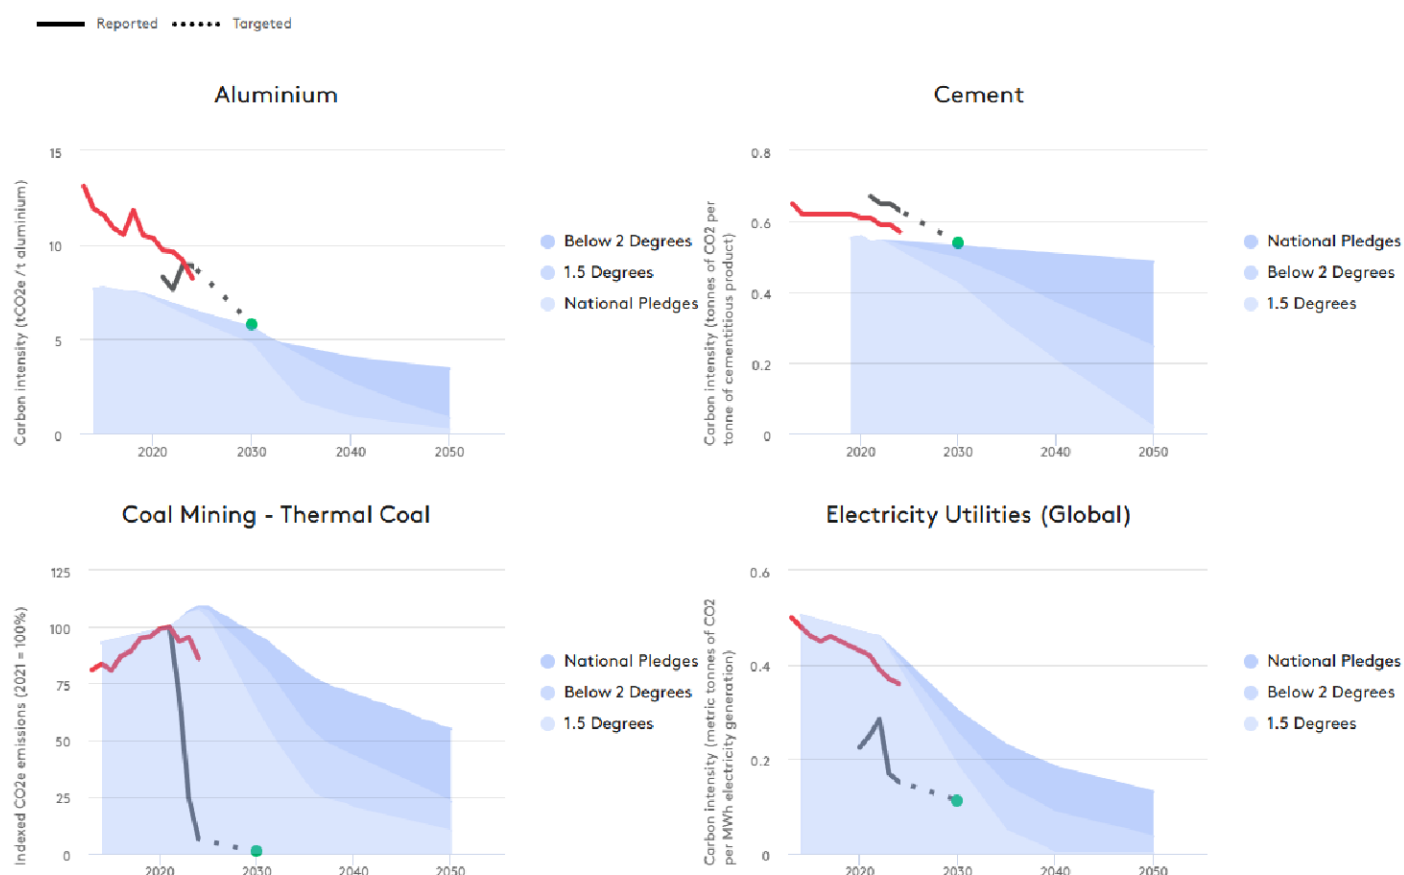 Reported Targeted
Aluminium
15
10
5
0
2020 2030 2040 2050
Carbon intensity (tCO2e / t aluminium)
Below 2 Degrees
1.5 Degrees
National Pledges
Cement
0.8
0.6
0.4
0.2
0
2020 2030 2040 2050
Carbon intensity (tonnes of CO2 per
tonne of cementitious product)
National Pledges
Below 2 Degrees
1.5 Degrees
Coal Mining - Thermal Coal
125
100
75
50
25
0
2020 2030 2040 2050
Indexed CO2e emissions (2021 = 100%)
National Pledges
Below 2 Degrees
1.5 Degrees
Electricity Utilities (Global)
0.6
0.4
0.2
0
2020 2030 2040 2050
Carbon intensity (metric tonnes of CO2
per MWh electricity generation)
National Pledges
Below 2 Degrees
1.5 Degrees